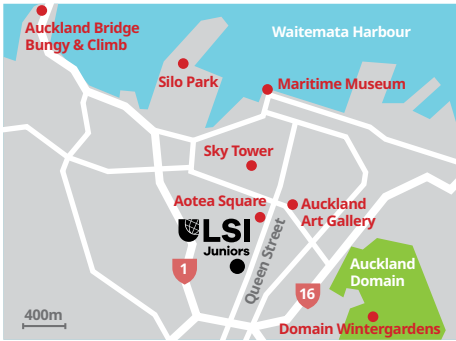 Auckland Bridge
Bungy & Climb
Waitemata Harbour
Silo Park
Maritime Museum
Sky Tower
Aotea Square
Auckland
Art Gallery
LSI
Juniors
Queen Street
1
16
Auckland
Domain
400m
Domain Wintergardens